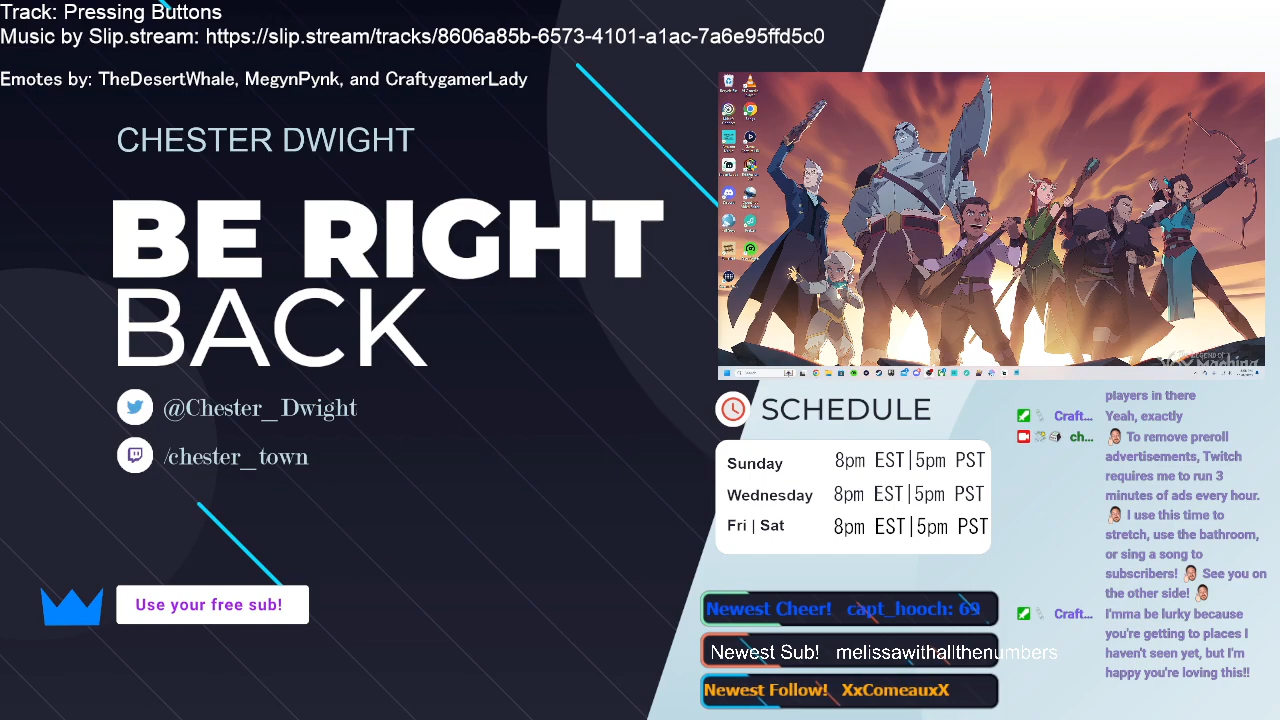 Track: Pressing Buttons
Music by Slip.stream: https://slip.stream/tracks/8606a85b-6573-4101-a1ac-7a6e95ffd5c0
Emotes by: TheDesertWhale, MegynPynk, and CraftygamerLady
CHESTER DWIGHT
BE RIGHT
BACK
@Chester_Dwight
/chester_town
Use your free sub!
SCHEDULE
Sunday 8pm EST|5pm PST
Wednesday 8pm EST|5pm PST
Fri | Sat 8pm EST|5pm PST
Newest Cheer! capt_hooch: 69
Newest Sub! melissawithallthenumbers
Newest Follow! XxComeauxX
players in there
Craft... Yeah, exactly
ch... To remove preroll
advertisements, Twitch
requires me to run 3
minutes of ads every hour.
I use this time to
stretch, use the bathroom,
or sing a song to
subscribers! See you on
the other side!
Craft... I'mma be lurky because
you're getting to places I
haven't seen yet, but I'm
happy you're loving this!!